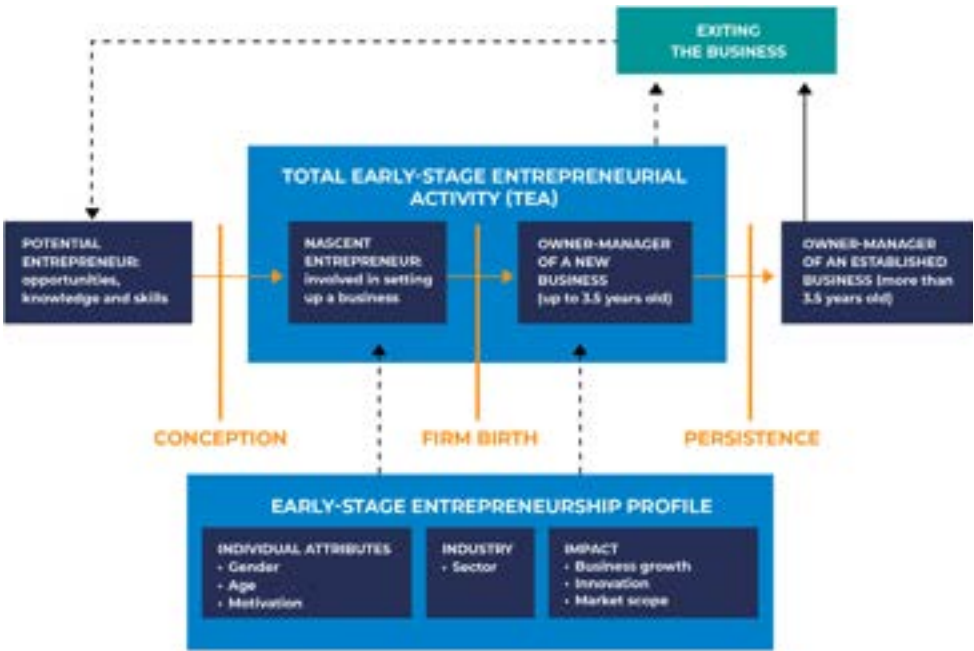 EXITING
THE BUSINESS
TOTAL EARLY-STAGE ENTREPRENEURIAL
ACTIVITY (TEA)
POTENTIAL
ENTREPRENEUR:
opportunities,
knowledge and skills
NASCENT
ENTREPRENEUR:
involved in setting
up a business
OWNER-MANAGER
OF A NEW
BUSINESS
(up to 3.5 years old)
OWNER-MANAGER
OF AN ESTABLISHED
BUSINESS (more than
3.5 years old)
CONCEPTION
FIRM BIRTH
PERSISTENCE
EARLY-STAGE ENTREPRENEURSHIP PROFILE
INDIVIDUAL ATTRIBUTES
• Gender
• Age
• Motivation
INDUSTRY
• Sector
IMPACT
• Business growth
• Innovation
• Market scope